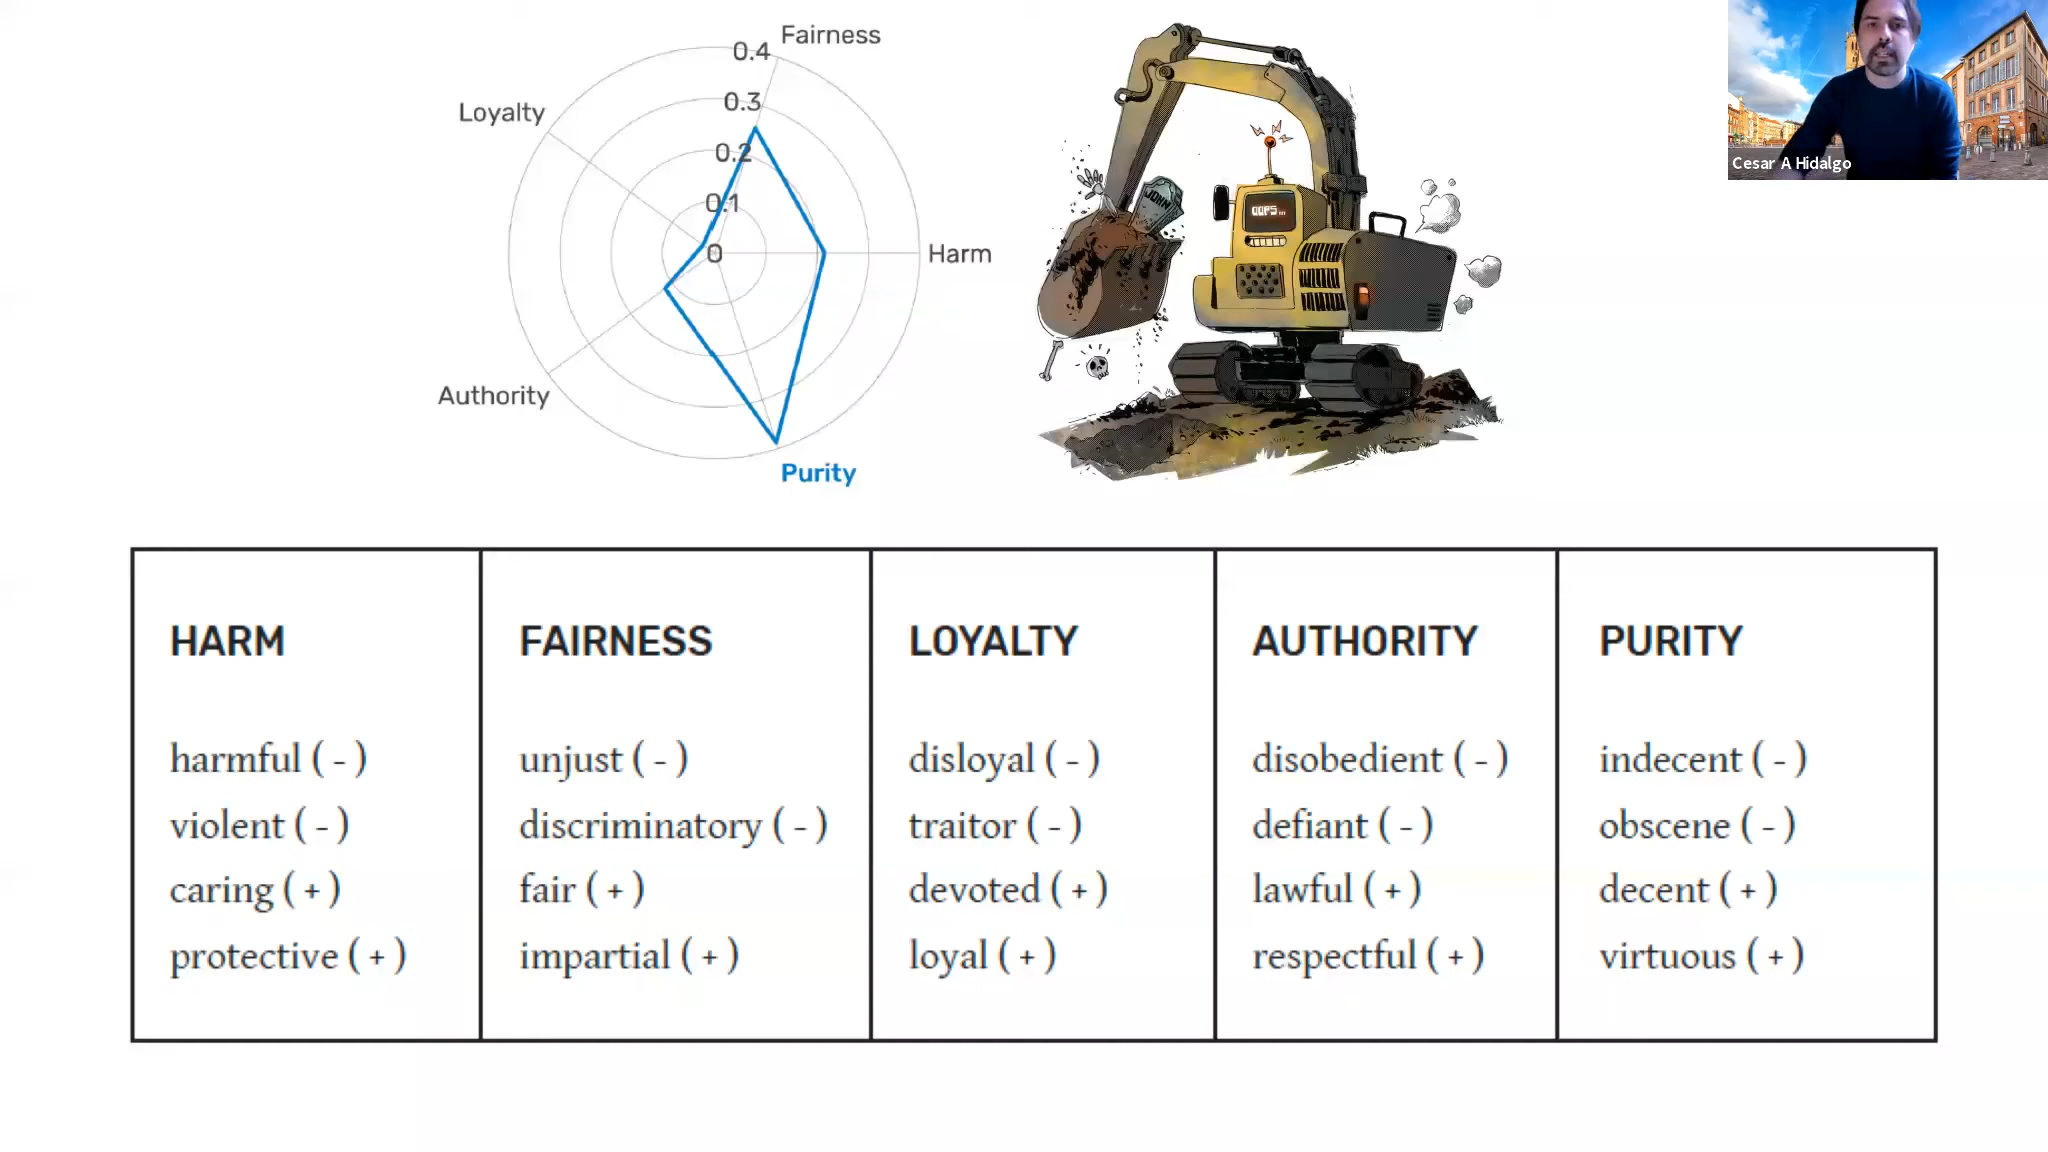 Fairness
0.4
0.3
Loyalty
0.2
0.1
0
Harm
Authority
Purity
JOHN
OOPS...
Cesar A Hidalgo
HARM
harmful ( - )
violent ( - )
caring ( + )
protective ( + )
FAIRNESS
unjust ( - )
discriminatory ( - )
fair ( + )
impartial ( + )
LOYALTY
disloyal ( - )
traitor ( - )
devoted ( + )
loyal ( + )
AUTHORITY
disobedient ( - )
defiant ( - )
lawful ( + )
respectful ( + )
PURITY
indecent ( - )
obscene ( - )
decent ( + )
virtuous ( + )